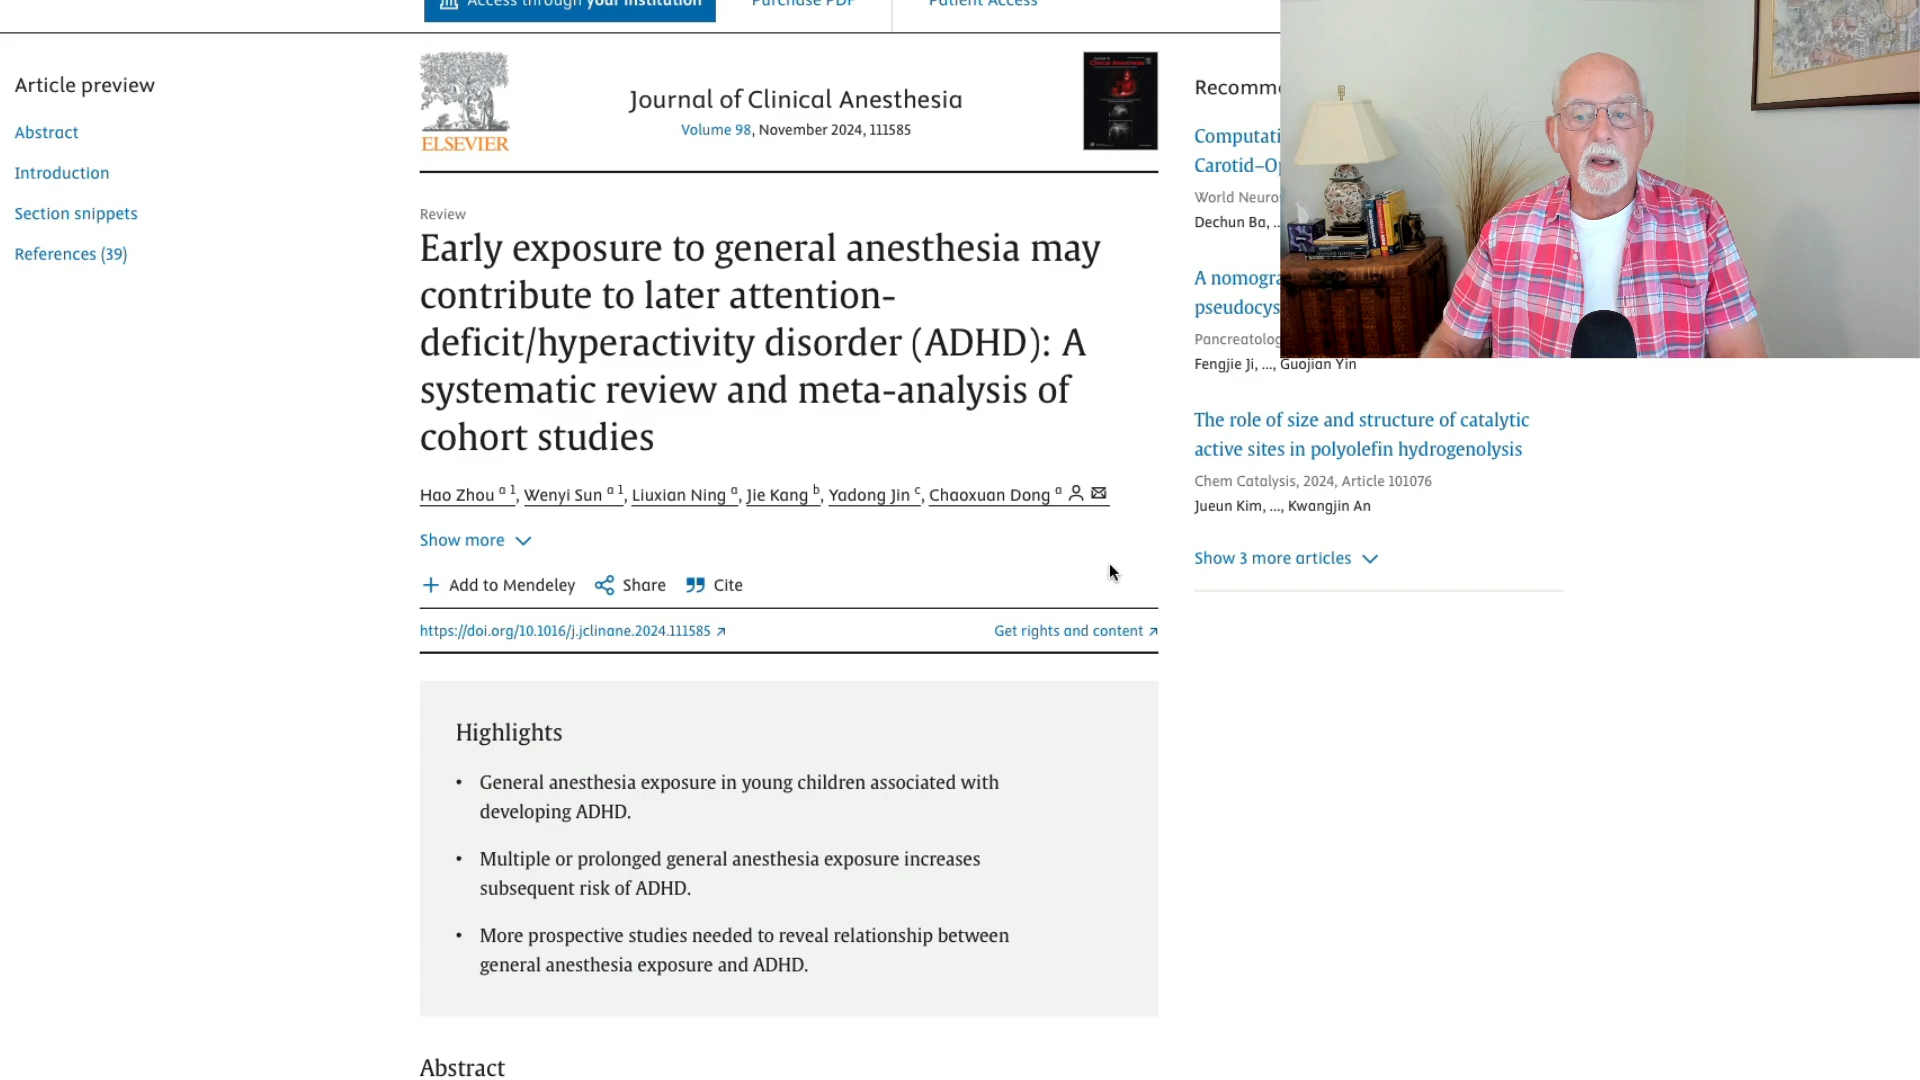 Access through your institution
Purchase PDF
Patient Access
Article preview
Abstract
Introduction
Section snippets
References (39)
ELSEVIER
Journal of Clinical Anesthesia
Volume 98, November 2024, 111585
Review
Early exposure to general anesthesia may
contribute to later attention-
deficit/hyperactivity disorder (ADHD): A
systematic review and meta-analysis of
cohort studies
Hao Zhou a 1, Wenyi Sun a 1, Liuxian Ning a, Jie Kang b, Yadong Jin c, Chaoxuan Dong a
Show more
Add to Mendeley
Share
Cite
https://doi.org/10.1016/j.jclinane.2024.111585
Get rights and content
Highlights
• General anesthesia exposure in young children associated with
developing ADHD.
• Multiple or prolonged general anesthesia exposure increases
subsequent risk of ADHD.
• More prospective studies needed to reveal relationship between
general anesthesia exposure and ADHD.
Abstract
Recomme
Computati
Carotid–Op
World Neuro
Dechun Ba, ..
A nomogra
pseudocys
Pancreatolog
Fengjie Ji, ..., Guojian Yin
The role of size and structure of catalytic
active sites in polyolefin hydrogenolysis
Chem Catalysis, 2024, Article 101076
Jueun Kim, ..., Kwangjin An
Show 3 more articles